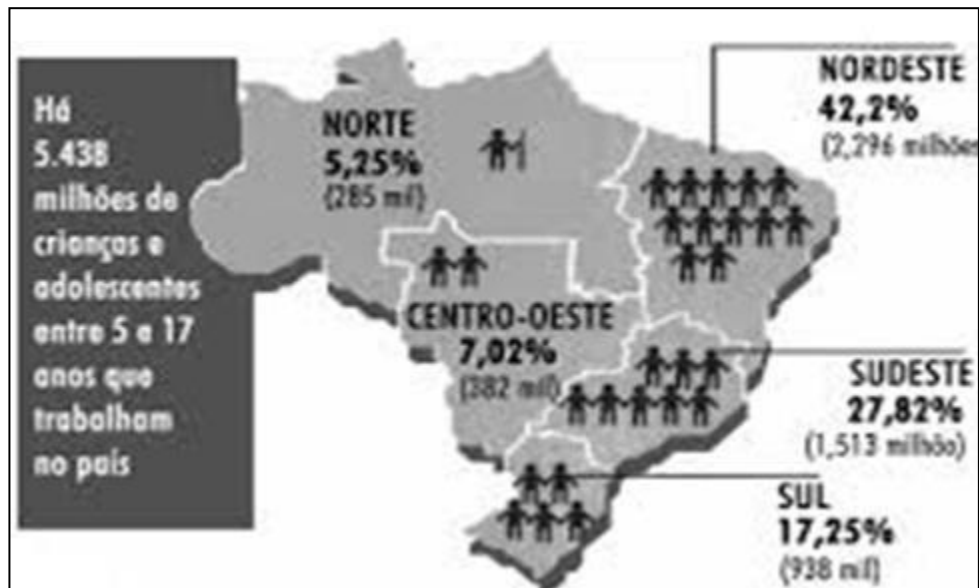 Há
5.438
milhões de
crianças e
adolescentes
entre 5 e 17
anos que
trabalham
no país
NORTE
5,25%
(285 mil)
NORDESTE
42,2%
(2,296 milhões
CENTRO-OESTE
7,02%
(382 mil)
SUDESTE
27,82%
(1,513 milhão)
SUL
17,25%
(938 mil)